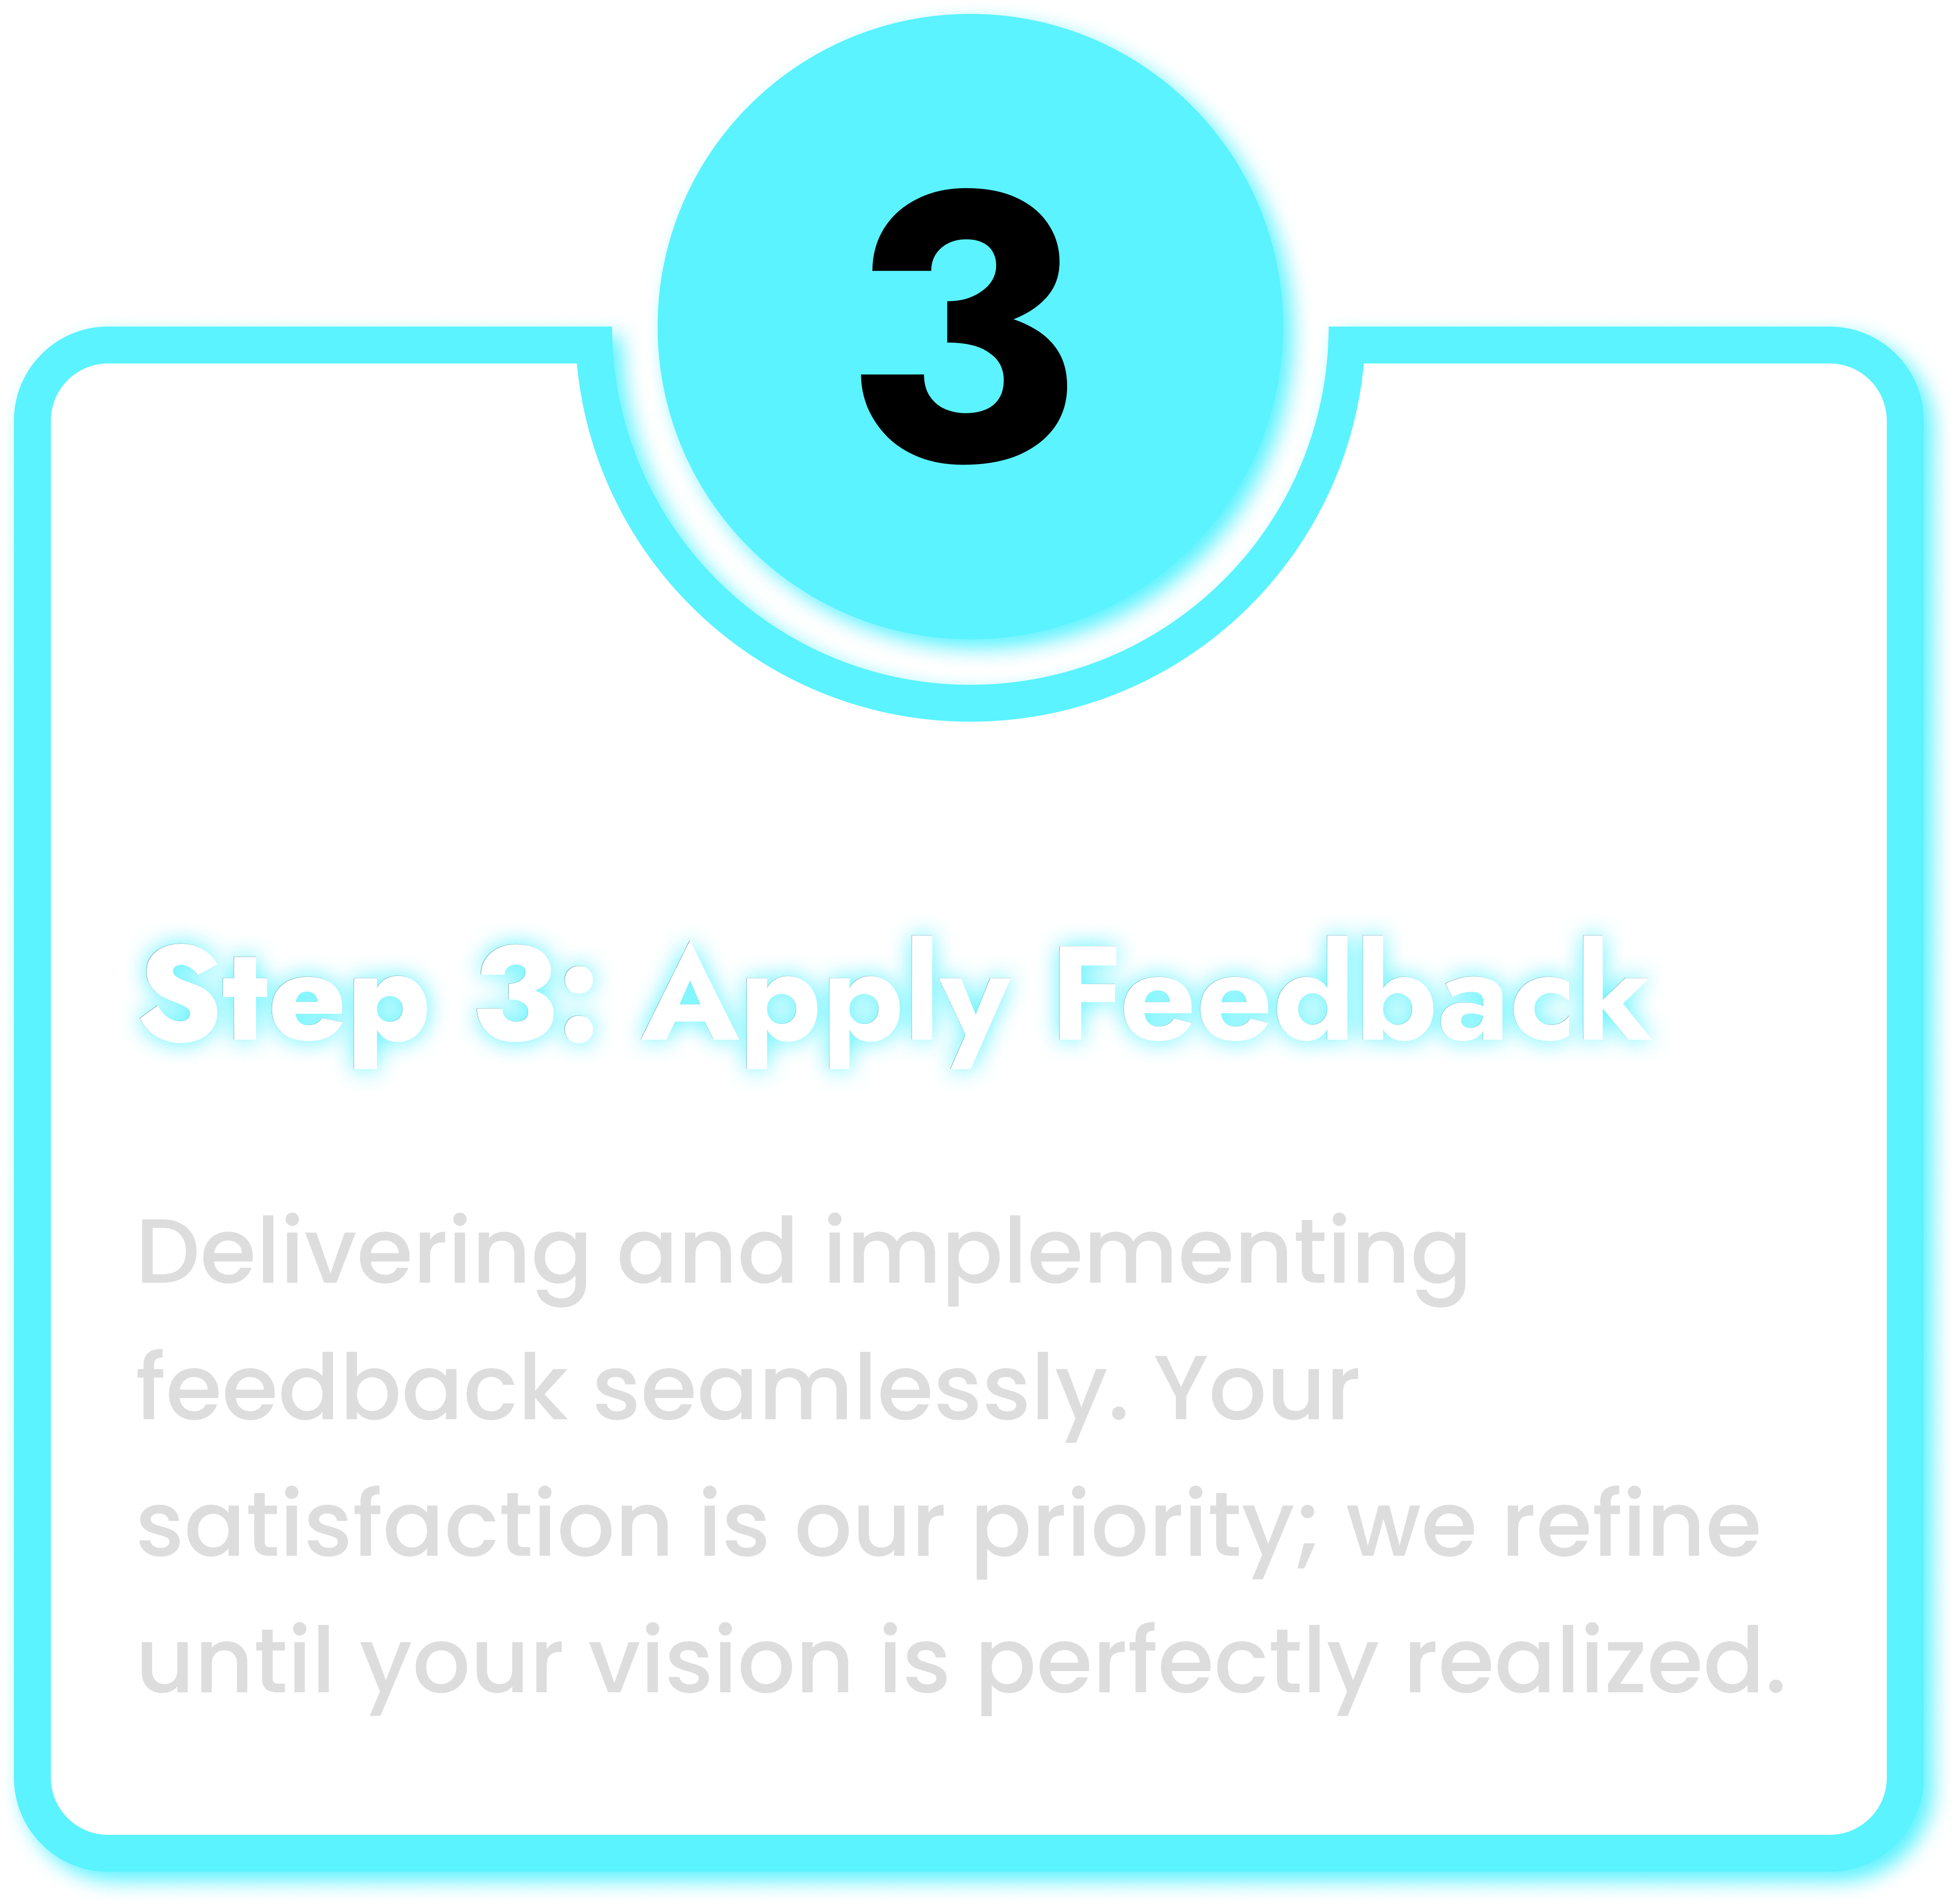 3
Step 3: Apply Feedback
Delivering and implementing
feedback seamlessly. Your
satisfaction is our priority; we refine
until your vision is perfectly realized.